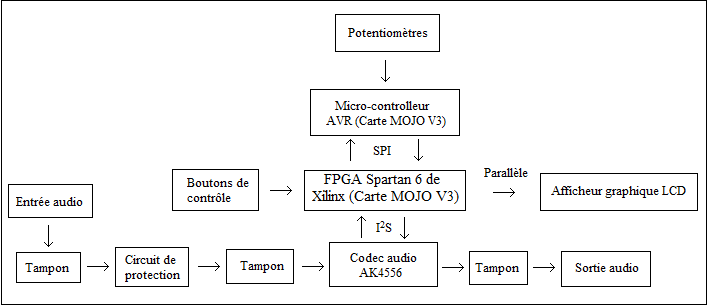 Potentiomètres
Micro-controlleur
AVR (Carte MOJO V3)
SPI
Boutons de
contrôle
FPGA Spartan 6 de
Xilinx (Carte MOJO V3)
Parallèle
Afficheur graphique LCD
Entrée audio
I²S
Tampon
Circuit de
protection
Tampon
Codec audio
AK4556
Tampon
Sortie audio